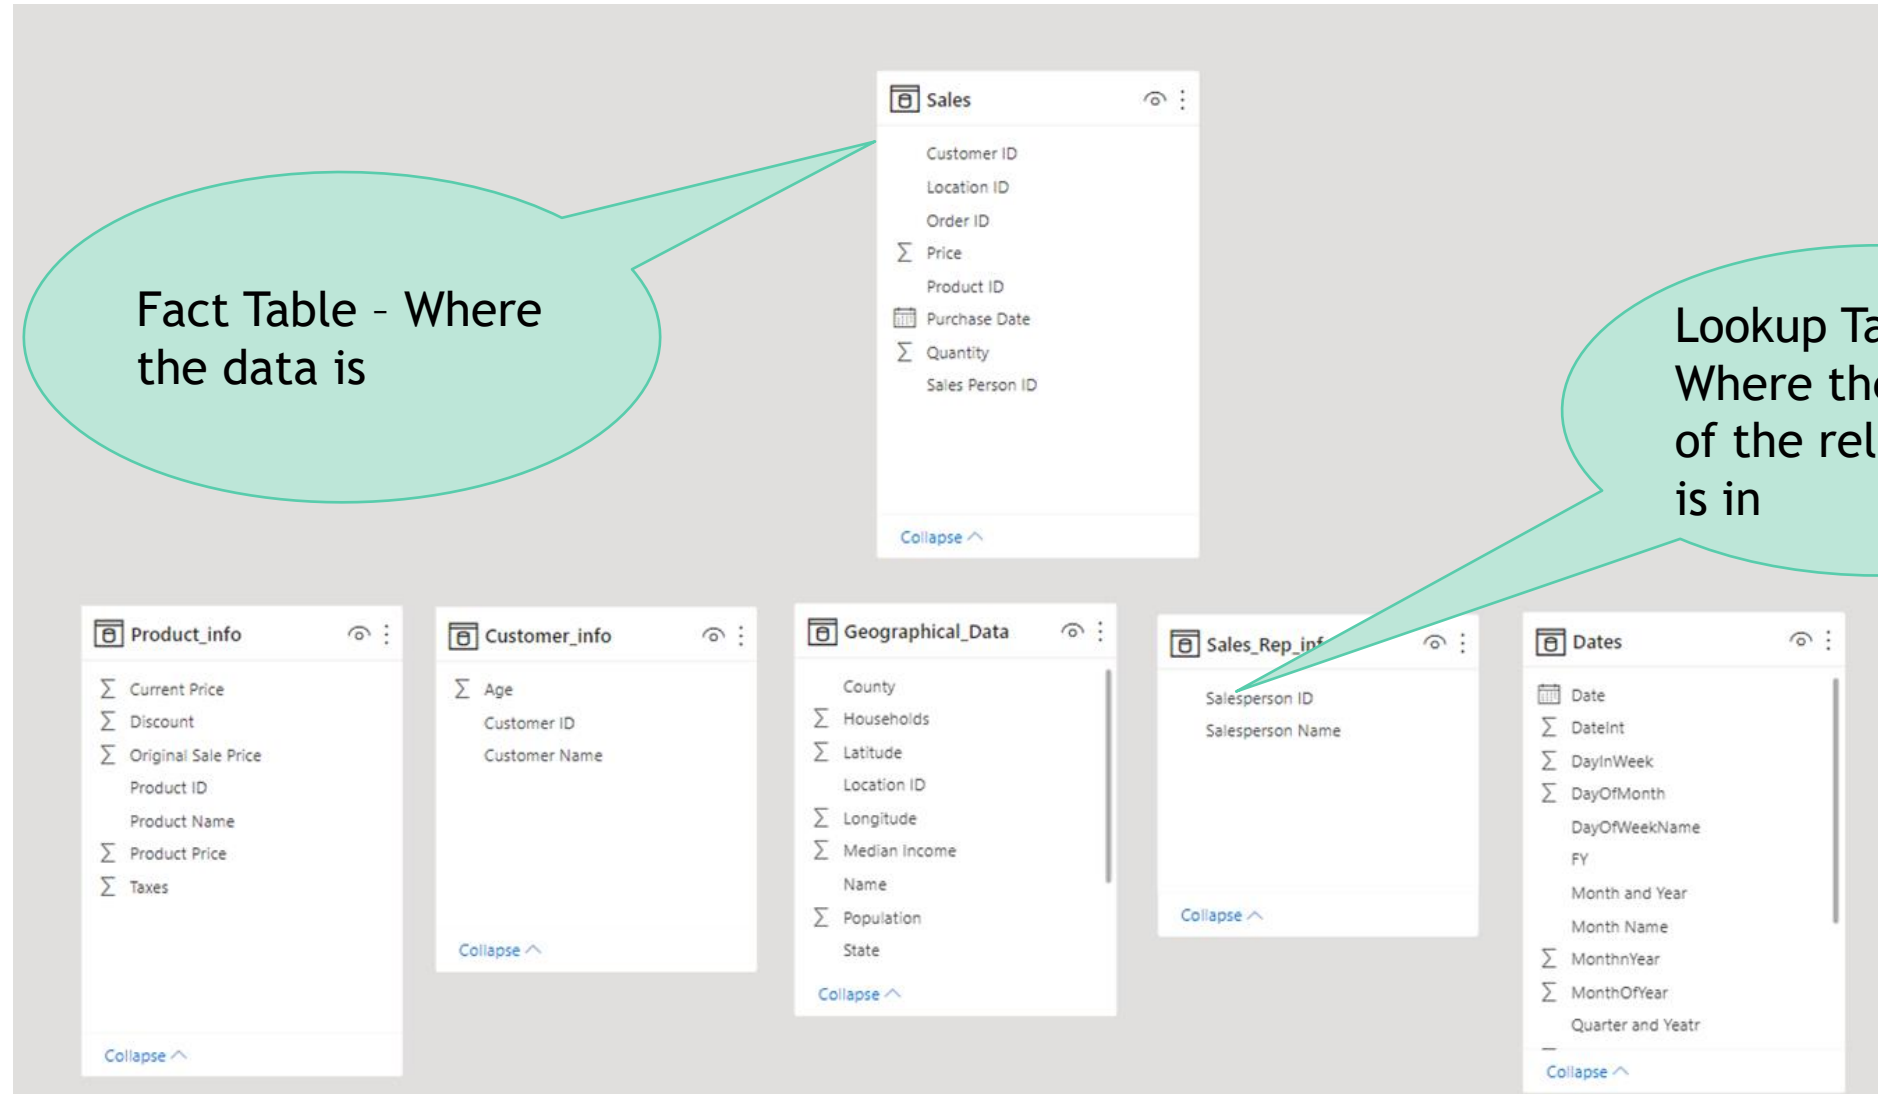 Sales
Customer ID
Location ID
Order ID
Price
Product ID
Purchase Date
Quantity
Sales Person ID
Collapse
Fact Table – Where
the data is
Lookup
Where
of the
is in
Product_info
Current Price
Discount
Original Sale Price
Product ID
Product Name
Product Price
Taxes
Collapse
Customer_info
Age
Customer ID
Customer Name
Collapse
Geographical_Data
County
Households
Latitude
Location ID
Longitude
Median Income
Name
Population
State
Collapse
Sales_Rep_inf
Salesperson ID
Salesperson Name
Collapse
Dates
Date
DateInt
DayInWeek
DayOfMonth
DayOfWeekName
FY
Month and Year
Month Name
MonthnYear
MonthOfYear
Quarter and Yeatr
Collapse